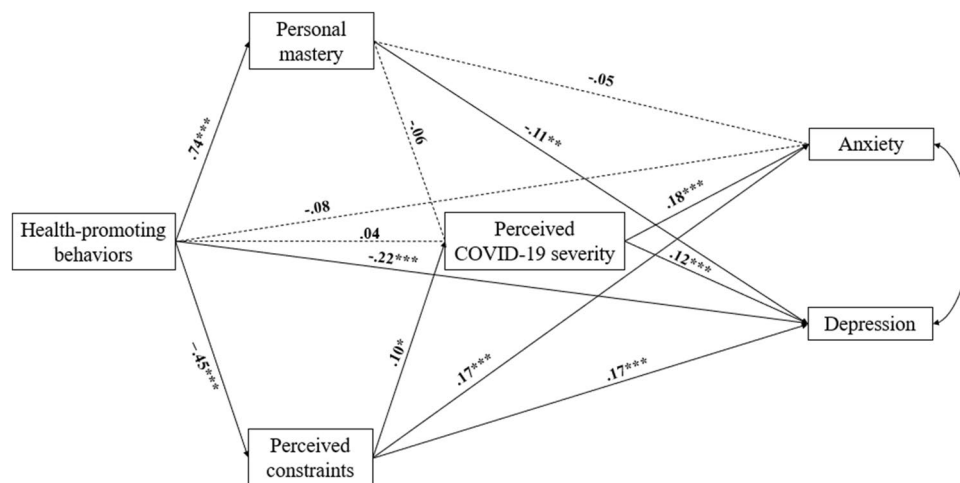 Personal
mastery
-.05
.74***
-.06
-.11**
Anxiety
-.08
.18***
Health-promoting
behaviors
.04
Perceived
COVID-19 severity
-.22***
.12***
Depression
-.45***
.10*
.17***
.17***
Perceived
constraints